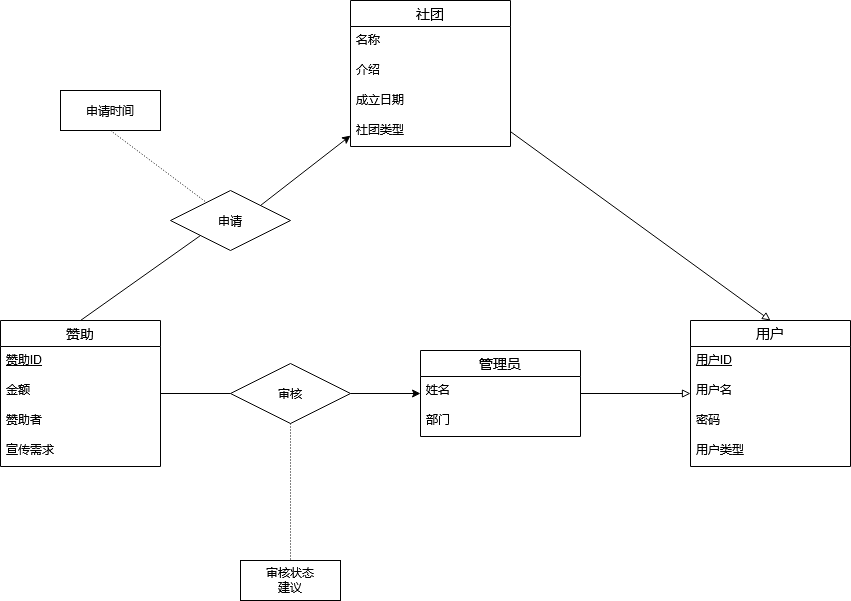 社团
名称
介绍
成立日期
社团类型
申请时间
申请
赞助
赞助ID
金额
赞助者
宣传需求
审核
管理员
姓名
部门
用户
用户ID
用户名
密码
用户类型
审核状态
建议